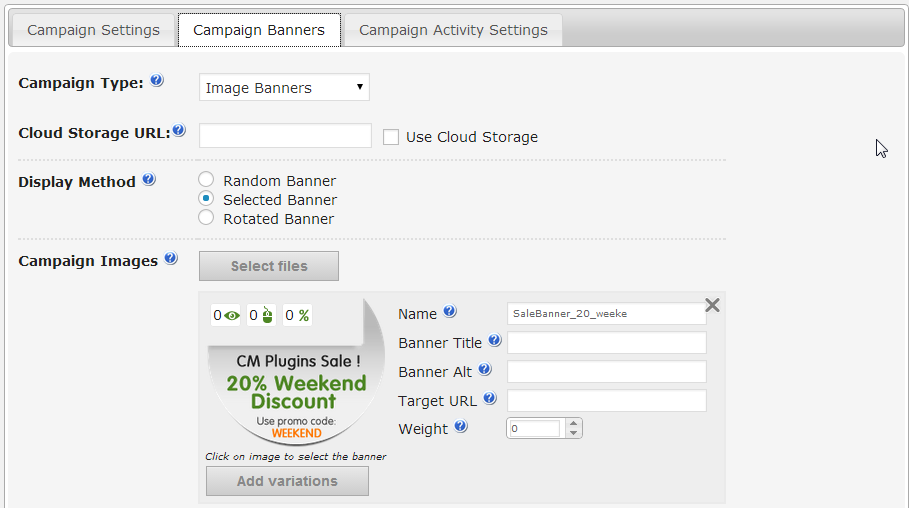 Campaign Settings Campaign Banners Campaign Activity Settings
Campaign Type: Image Banners
Cloud Storage URL: Use Cloud Storage
Display Method Random Banner
Selected Banner
Rotated Banner
Campaign Images Select files
0 0 0 %
CM Plugins Sale !
20% Weekend
Discount
Use promo code:
WEEKEND
Click on image to select the banner
Add variations
Name SaleBanner_20_weeke
Banner Title
Banner Alt
Target URL
Weight 0